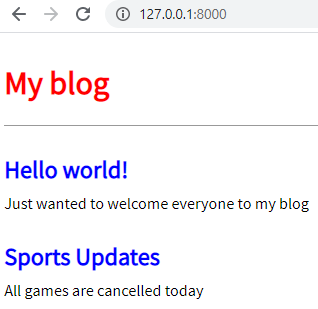 127.0.0.1:8000
My blog
Hello world!
Just wanted to welcome everyone to my blog
Sports Updates
All games are cancelled today